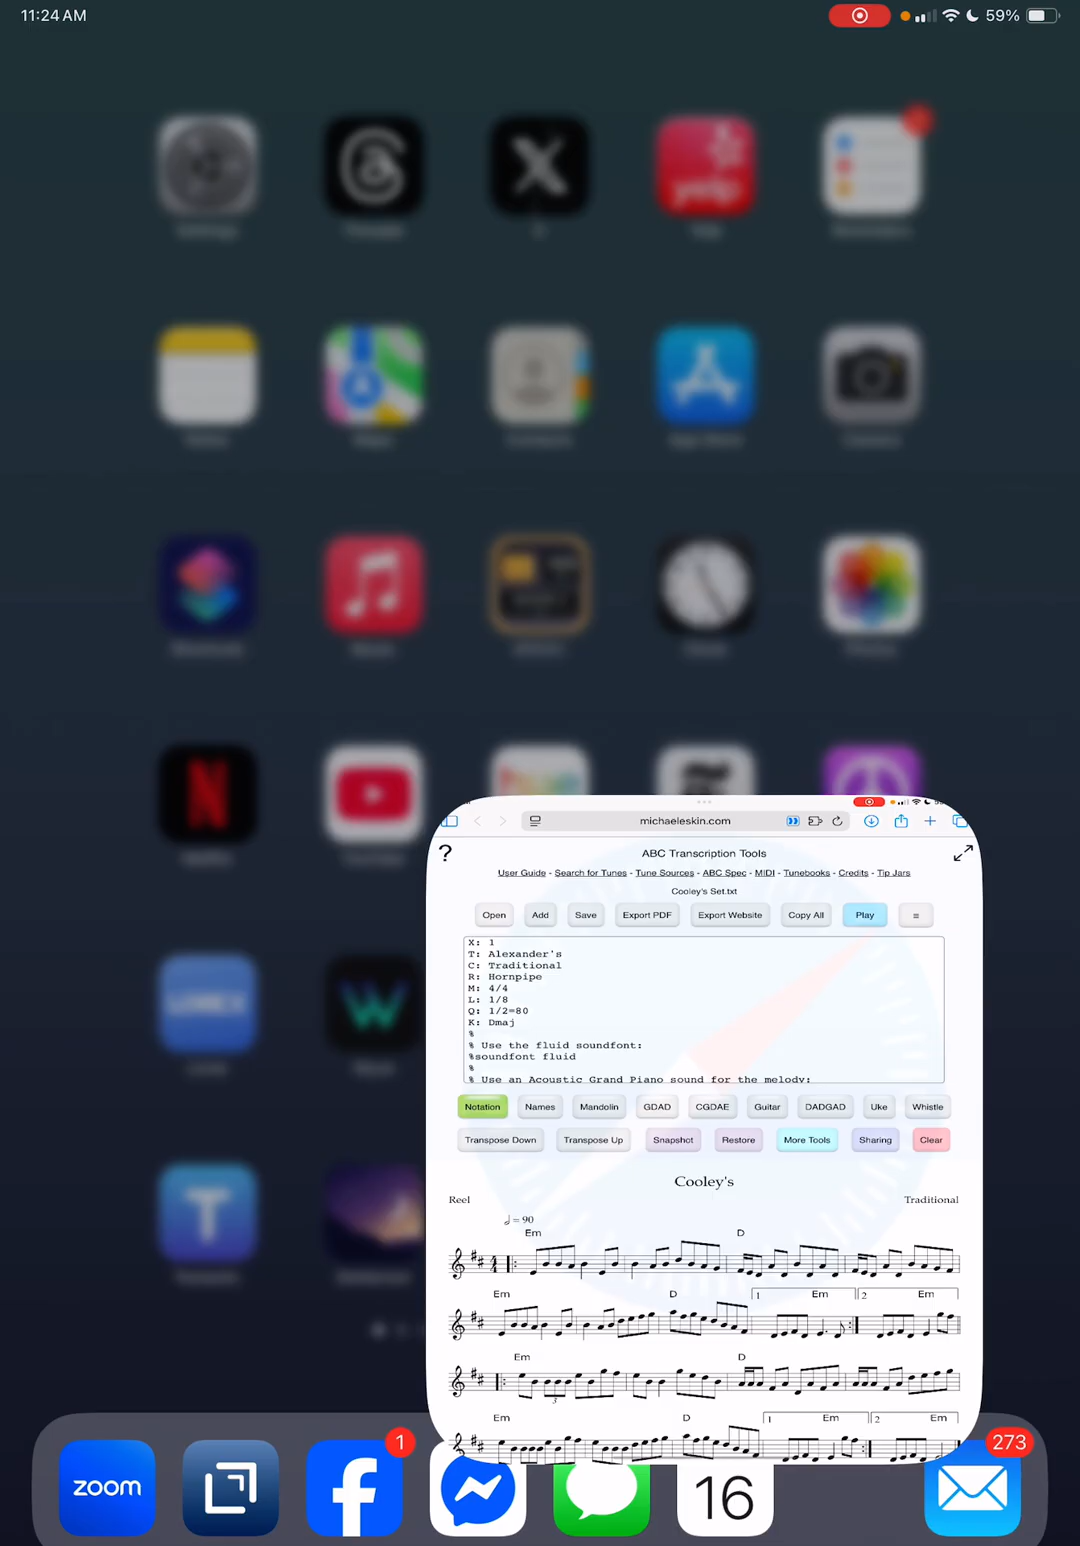 11:24 AM
59%
yelp
michaeleskin.com
?
ABC Transcription Tools
User Guide - Search for Tunes - Tune Sources - ABC Spec - MIDI - Tunebooks - Credits - Tip Jars
Cooley's Set.txt
Open Add Save Export PDF Export Website Copy All Play
X: 1
T: Alexander's
C: Traditional
R: Hornpipe
M: 4/4
L: 1/8
Q: 1/2=80
K: Dmaj
%
% Use the fluid soundfont:
%soundfont fluid
%
% Use an Acoustic Grand Piano sound for the melody:
Notation Names Mandolin GDAD CGDAE Guitar DADGAD Uke Whistle
Transpose Down Transpose Up Snapshot Restore More Tools Sharing Clear
Cooley's
Reel Traditional
= 90
Em D
Em D 1 Em 2 Em
Em D
3
Em D 1 Em 2 Em
1
273
zoom
16